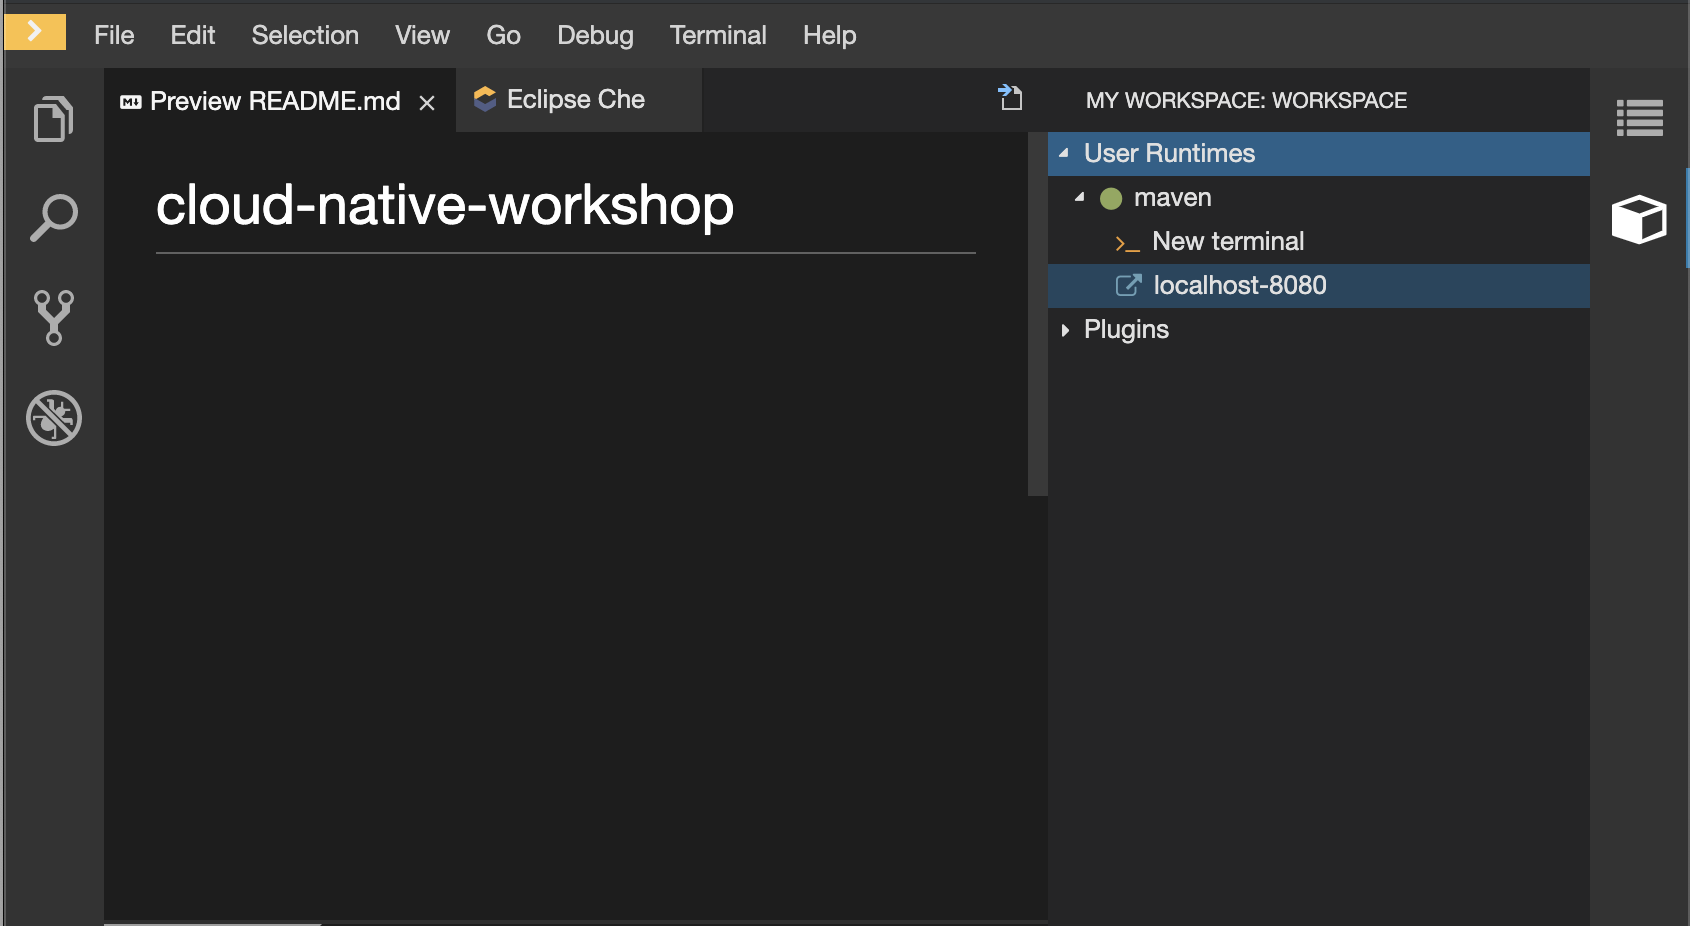 File Edit Selection View Go Debug Terminal Help
Preview README.md
Eclipse Che
cloud-native-workshop
MY WORKSPACE: WORKSPACE
User Runtimes
maven
New terminal
localhost-8080
Plugins